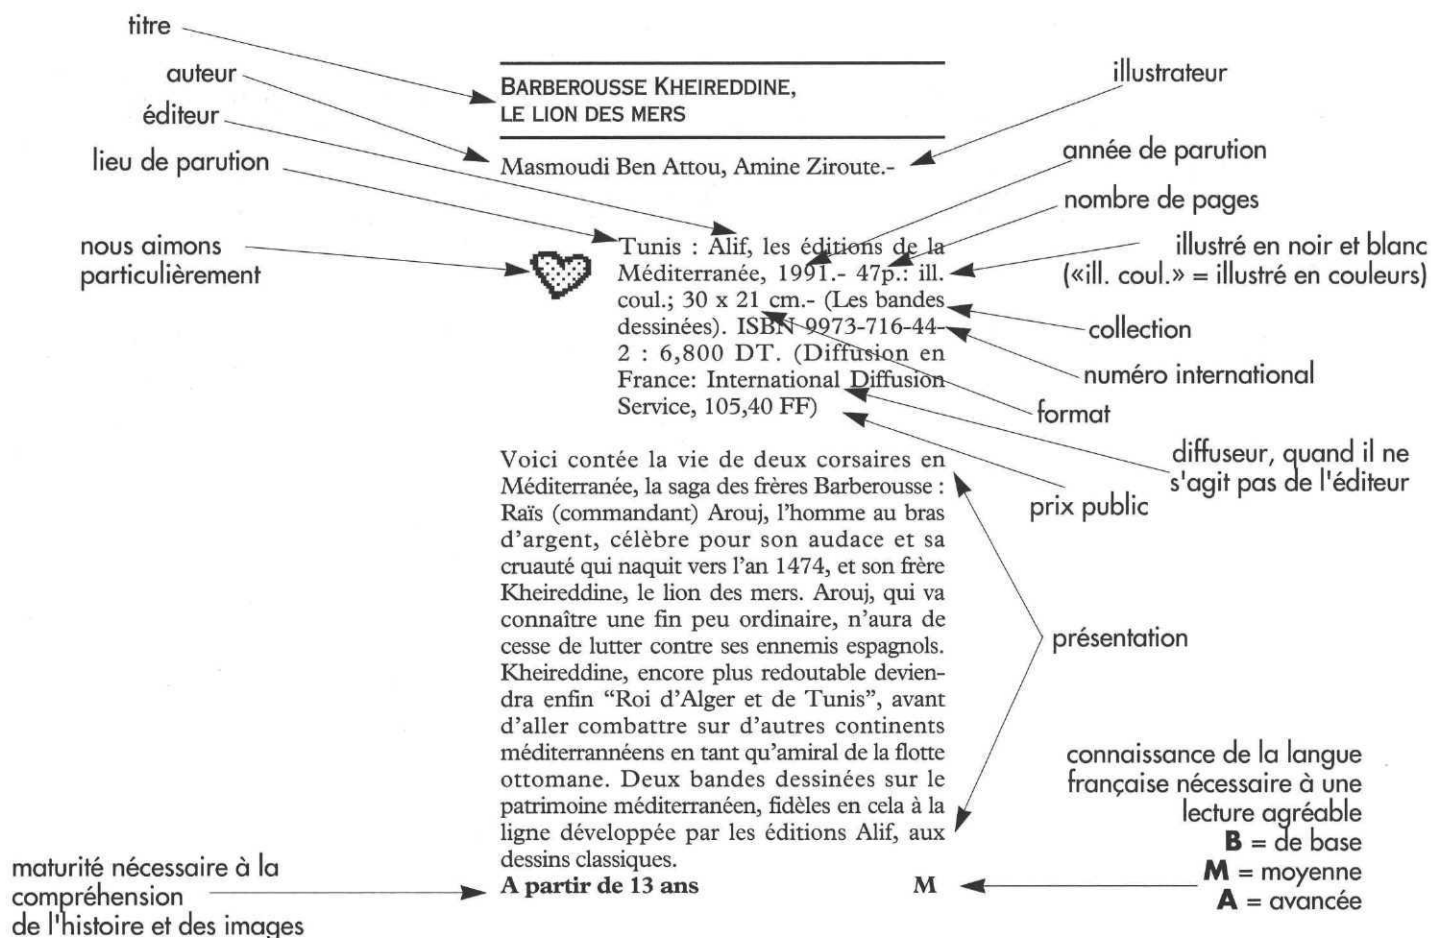 titre
auteur
éditeur
lieu de parution
nous aimons
particulièrement
BARBEROUSSE KHEIREDDINE,
LE LION DES MERS
Masmoudi Ben Attou, Amine Ziroute.-
Tunis : Alif, les éditions de la
Méditerranée, 1991.- 47p.: ill.
coul.; 30 x 21 cm.- (Les bandes
dessinées). ISBN 9973-716-44-
2 : 6,800 DT. (Diffusion en
France: International Diffusion
Service, 105,40 FF)
illustrateur
année de parution
nombre de pages
illustré en noir et blanc
(«ill. coul.» = illustré en couleurs)
collection
numéro international
format
diffuseur, quand il ne
s'agit pas de l'éditeur
prix public
Voici contée la vie de deux corsaires en
Méditerranée, la saga des frères Barberousse :
Raïs (commandant) Arouj, l'homme au bras
d'argent, célèbre pour son audace et sa
cruauté qui naquit vers l'an 1474, et son frère
Kheireddine, le lion des mers. Arouj, qui va
connaître une fin peu ordinaire, n'aura de
cesse de lutter contre ses ennemis espagnols.
Kheireddine, encore plus redoutable devien-
dra enfin “Roi d'Alger et de Tunis”, avant
d'aller combattre sur d'autres continents
méditerrannéens en tant qu'amiral de la flotte
ottomane. Deux bandes dessinées sur le
patrimoine méditerranéen, fidèles en cela à la
ligne développée par les éditions Alif, aux
dessins classiques.
A partir de 13 ans M
présentation
connaissance de la langue
française nécessaire à une
lecture agréable
B = de base
M = moyenne
A = avancée
maturité nécessaire à la
compréhension
de l'histoire et des images